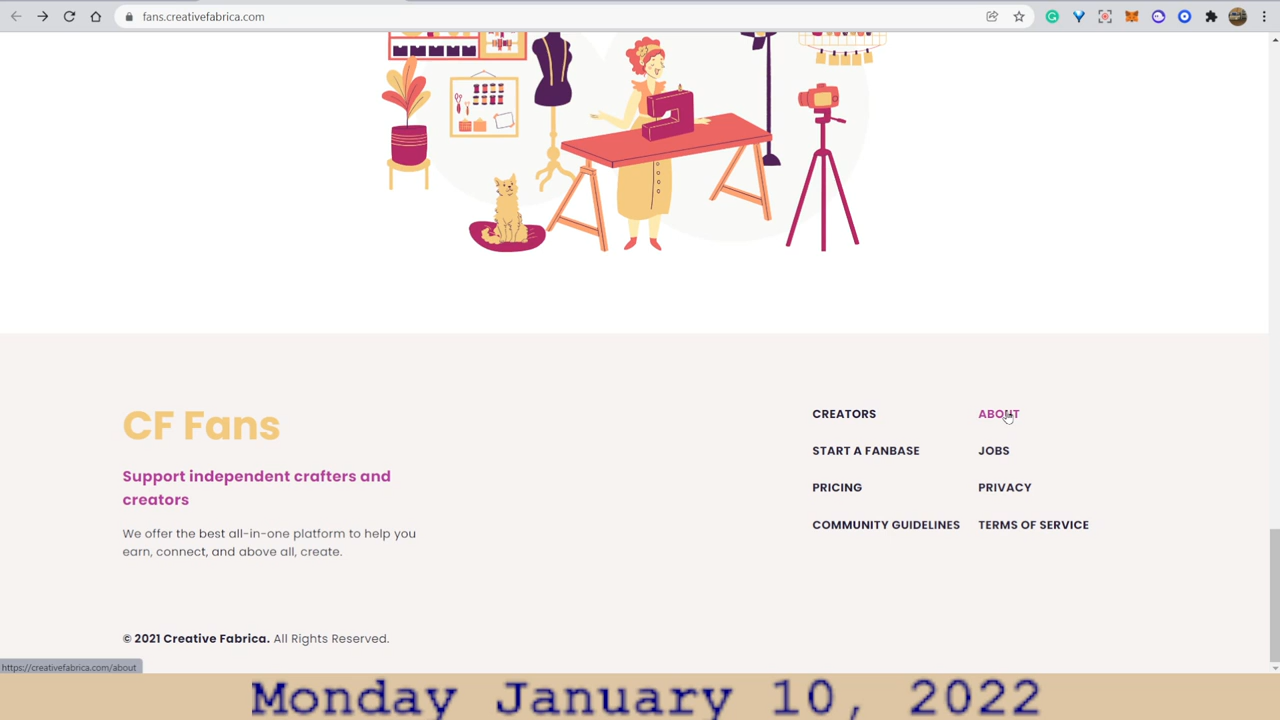 fans.creativefabrica.com
CF Fans
Support independent crafters and
creators
We offer the best all-in-one platform to help you
earn, connect, and above all, create.
CREATORS
START A FANBASE
PRICING
COMMUNITY GUIDELINES
ABOUT
JOBS
PRIVACY
TERMS OF SERVICE
© 2021 Creative Fabrica. All Rights Reserved.
https://creativefabrica.com/about
Monday January 10, 2022